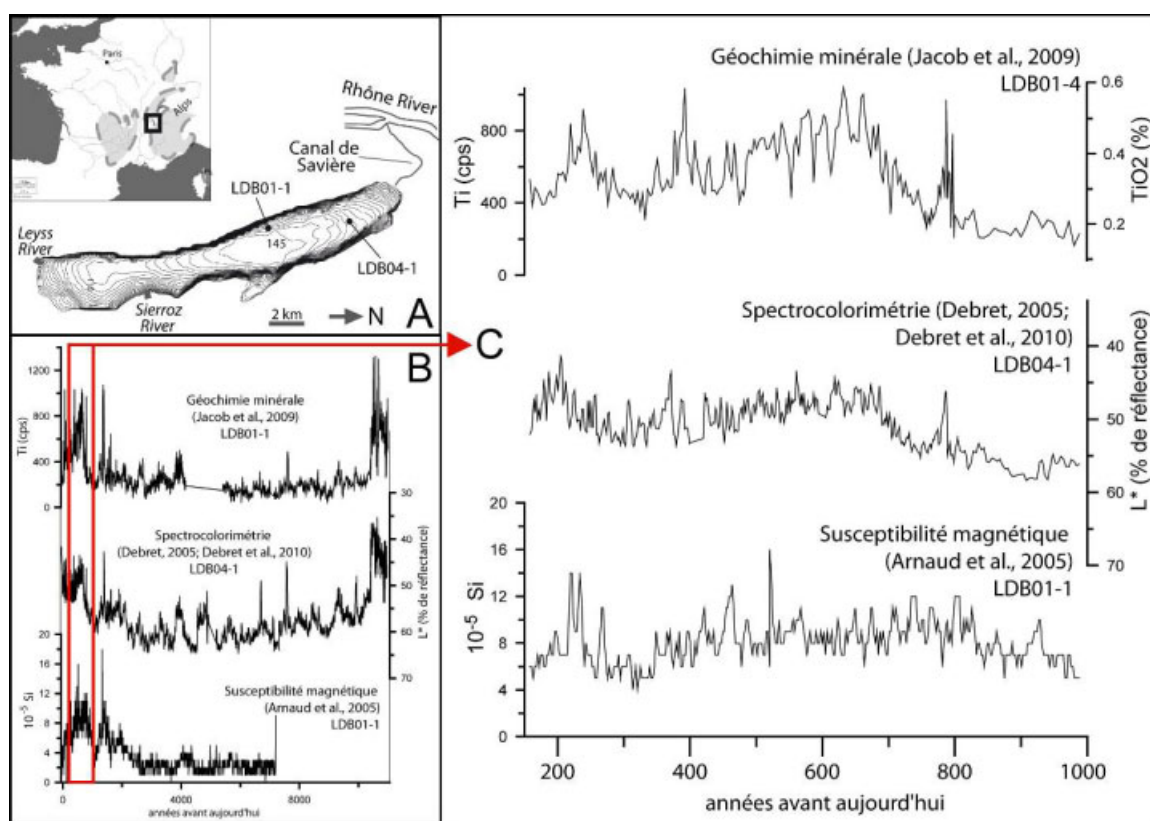 Paris
Alps
Rhône River
Canal de
Savière
LDB01-1
145
LDB04-1
Leyss
River
Sierroz
River
2 km
N
A
B
1200
800
400
0
Ti (cps)
Géochimie minérale
(Jacob et al., 2009)
LDB01-1
30
40
50
60
70
L* (% de réflectance)
Spectrocolorimétrie
(Debret, 2005; Debret et al., 2010)
LDB04-1
20
16
12
8
4
0
10-5 Si
Susceptibilité magnétique
(Arnaud et al., 2005)
LDB01-1
0
4000
8000
années avant aujourd'hui
C
Géochimie minérale (Jacob et al., 2009)
LDB01-4
800
400
0
Ti (cps)
0.6
0.4
0.2
TiO2 (%)
Spectrocolorimétrie (Debret, 2005;
Debret et al., 2010)
LDB04-1
40
50
60
70
L* (% de réflectance)
Susceptibilité magnétique
(Arnaud et al., 2005)
LDB01-1
20
16
12
8
4
0
10-5 Si
200
400
600
800
1000
années avant aujourd'hui